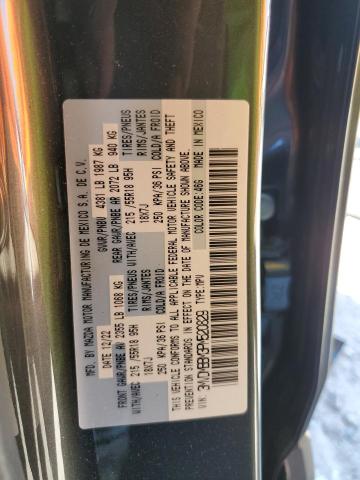 MFD BY MAZDA MOTOR MANUFACTURING DE MEXICO S.A. DE C.V.
DATE 12/22 GVWR/PNBV 4381 LB 1987 KG
FRONT GAWR/PNBE AV 2355 LB 1068 KG REAR GAWR/PNBE AR 2072 LB 940 KG
WITH/AVEC 215 /55R18 95H TIRES/PNEUS WITH/AVEC 215 /55R18 95H TIRES/PNEUS
18X7J RIMS/JANTES 18X7J RIMS/JANTES
250 KPA/36 PSI COLD/A FROID 250 KPA/36 PSI COLD/A FROID
THIS VEHICLE CONFORMS TO ALL APPLICABLE FEDERAL MOTOR VEHICLE SAFETY AND THEFT
PREVENTION STANDARDS IN EFFECT ON THE DATE OF MANUFACTURE SHOWN ABOVE.
VIN: TYPE: MPV COLOR CODE:46G MADE IN MEXICO